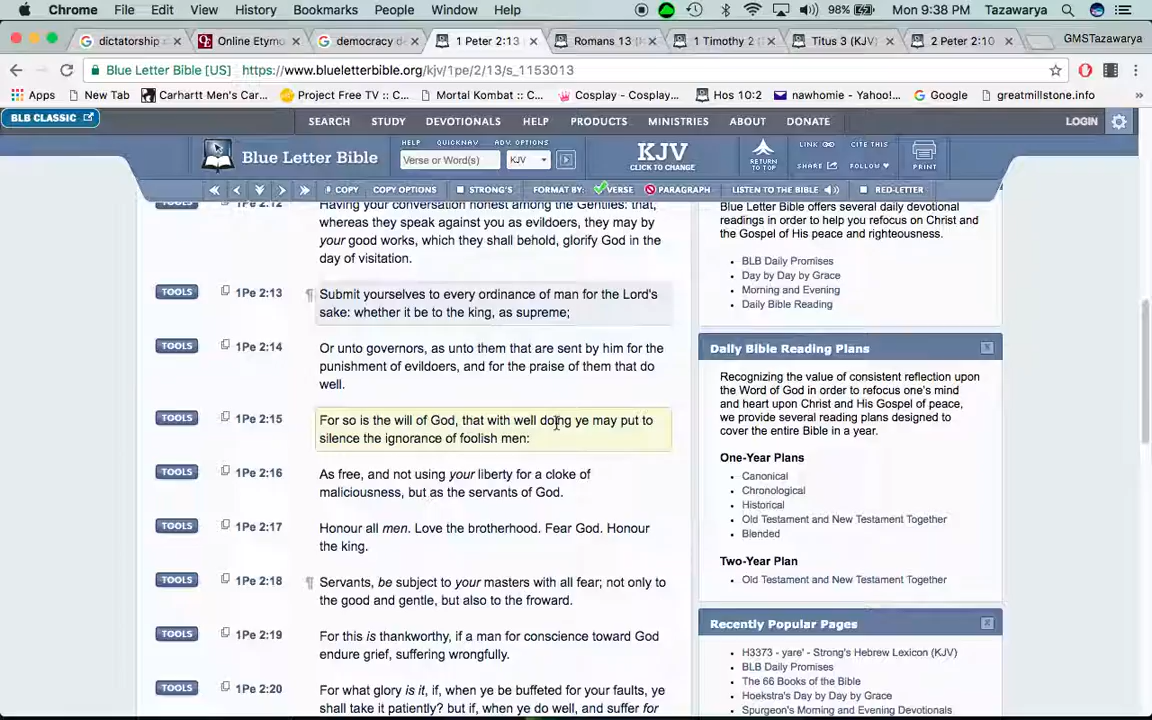 Chrome File Edit View History Bookmarks People Window Help 98% Mon 9:38 PM Tazawarya
dictatorship Online Etymo democracy d 1 Peter 2:13 Romans 13 ( 1 Timothy 2 ( Titus 3 (KJV) 2 Peter 2:10 GMSTazawarya
Blue Letter Bible [US] https://www.blueletterbible.org/kjv/1pe/2/13/s_1153013
Apps New Tab Carhartt Men's Car... Project Free TV :: C... Mortal Kombat :: C... Cosplay - Cosplay... Hos 10:2 nawhomie - Yahoo!... Google greatmillstone.info
BLB CLASSIC
SEARCH STUDY DEVOTIONALS HELP PRODUCTS MINISTRIES ABOUT DONATE LOGIN
HELP QUICKNAV ADV. OPTIONS
Blue Letter Bible Verse or Word(s) KJV
KJV
CLICK TO CHANGE
RETURN
TO TOP
LINK CITE THIS
SHARE FOLLOW
PRINT
COPY COPY OPTIONS STRONG'S FORMAT BY: VERSE PARAGRAPH LISTEN TO THE BIBLE RED-LETTER
1Pe 2:12 Having your conversation honest among the Gentiles: that,
whereas they speak against you as evildoers, they may by
your good works, which they shall behold, glorify God in the
day of visitation.
TOOLS 1Pe 2:13 ¶ Submit yourselves to every ordinance of man for the Lord's
sake: whether it be to the king, as supreme;
TOOLS 1Pe 2:14 Or unto governors, as unto them that are sent by him for the
punishment of evildoers, and for the praise of them that do
well.
TOOLS 1Pe 2:15 For so is the will of God, that with well doing ye may put to
silence the ignorance of foolish men:
TOOLS 1Pe 2:16 As free, and not using your liberty for a cloke of
maliciousness, but as the servants of God.
TOOLS 1Pe 2:17 Honour all men. Love the brotherhood. Fear God. Honour
the king.
TOOLS 1Pe 2:18 ¶ Servants, be subject to your masters with all fear; not only to
the good and gentle, but also to the froward.
TOOLS 1Pe 2:19 For this is thankworthy, if a man for conscience toward God
endure grief, suffering wrongfully.
TOOLS 1Pe 2:20 For what glory is it, if, when ye be buffeted for your faults, ye
shall take it patiently? but if, when ye do well, and suffer for
Blue Letter Bible offers several daily devotional
readings in order to help you refocus on Christ and
the Gospel of His peace and righteousness.
BLB Daily Promises
Day by Day by Grace
Morning and Evening
Daily Bible Reading
Daily Bible Reading Plans
Recognizing the value of consistent reflection upon
the Word of God in order to refocus one's mind
and heart upon Christ and His Gospel of peace,
we provide several reading plans designed to
cover the entire Bible in a year.
One-Year Plans
Canonical
Chronological
Historical
Old Testament and New Testament Together
Blended
Two-Year Plan
Old Testament and New Testament Together
Recently Popular Pages
H3373 - yare' - Strong's Hebrew Lexicon (KJV)
BLB Daily Promises
The 66 Books of the Bible
Hoekstra's Day by Day by Grace
Spurgeon's Morning and Evening Devotionals